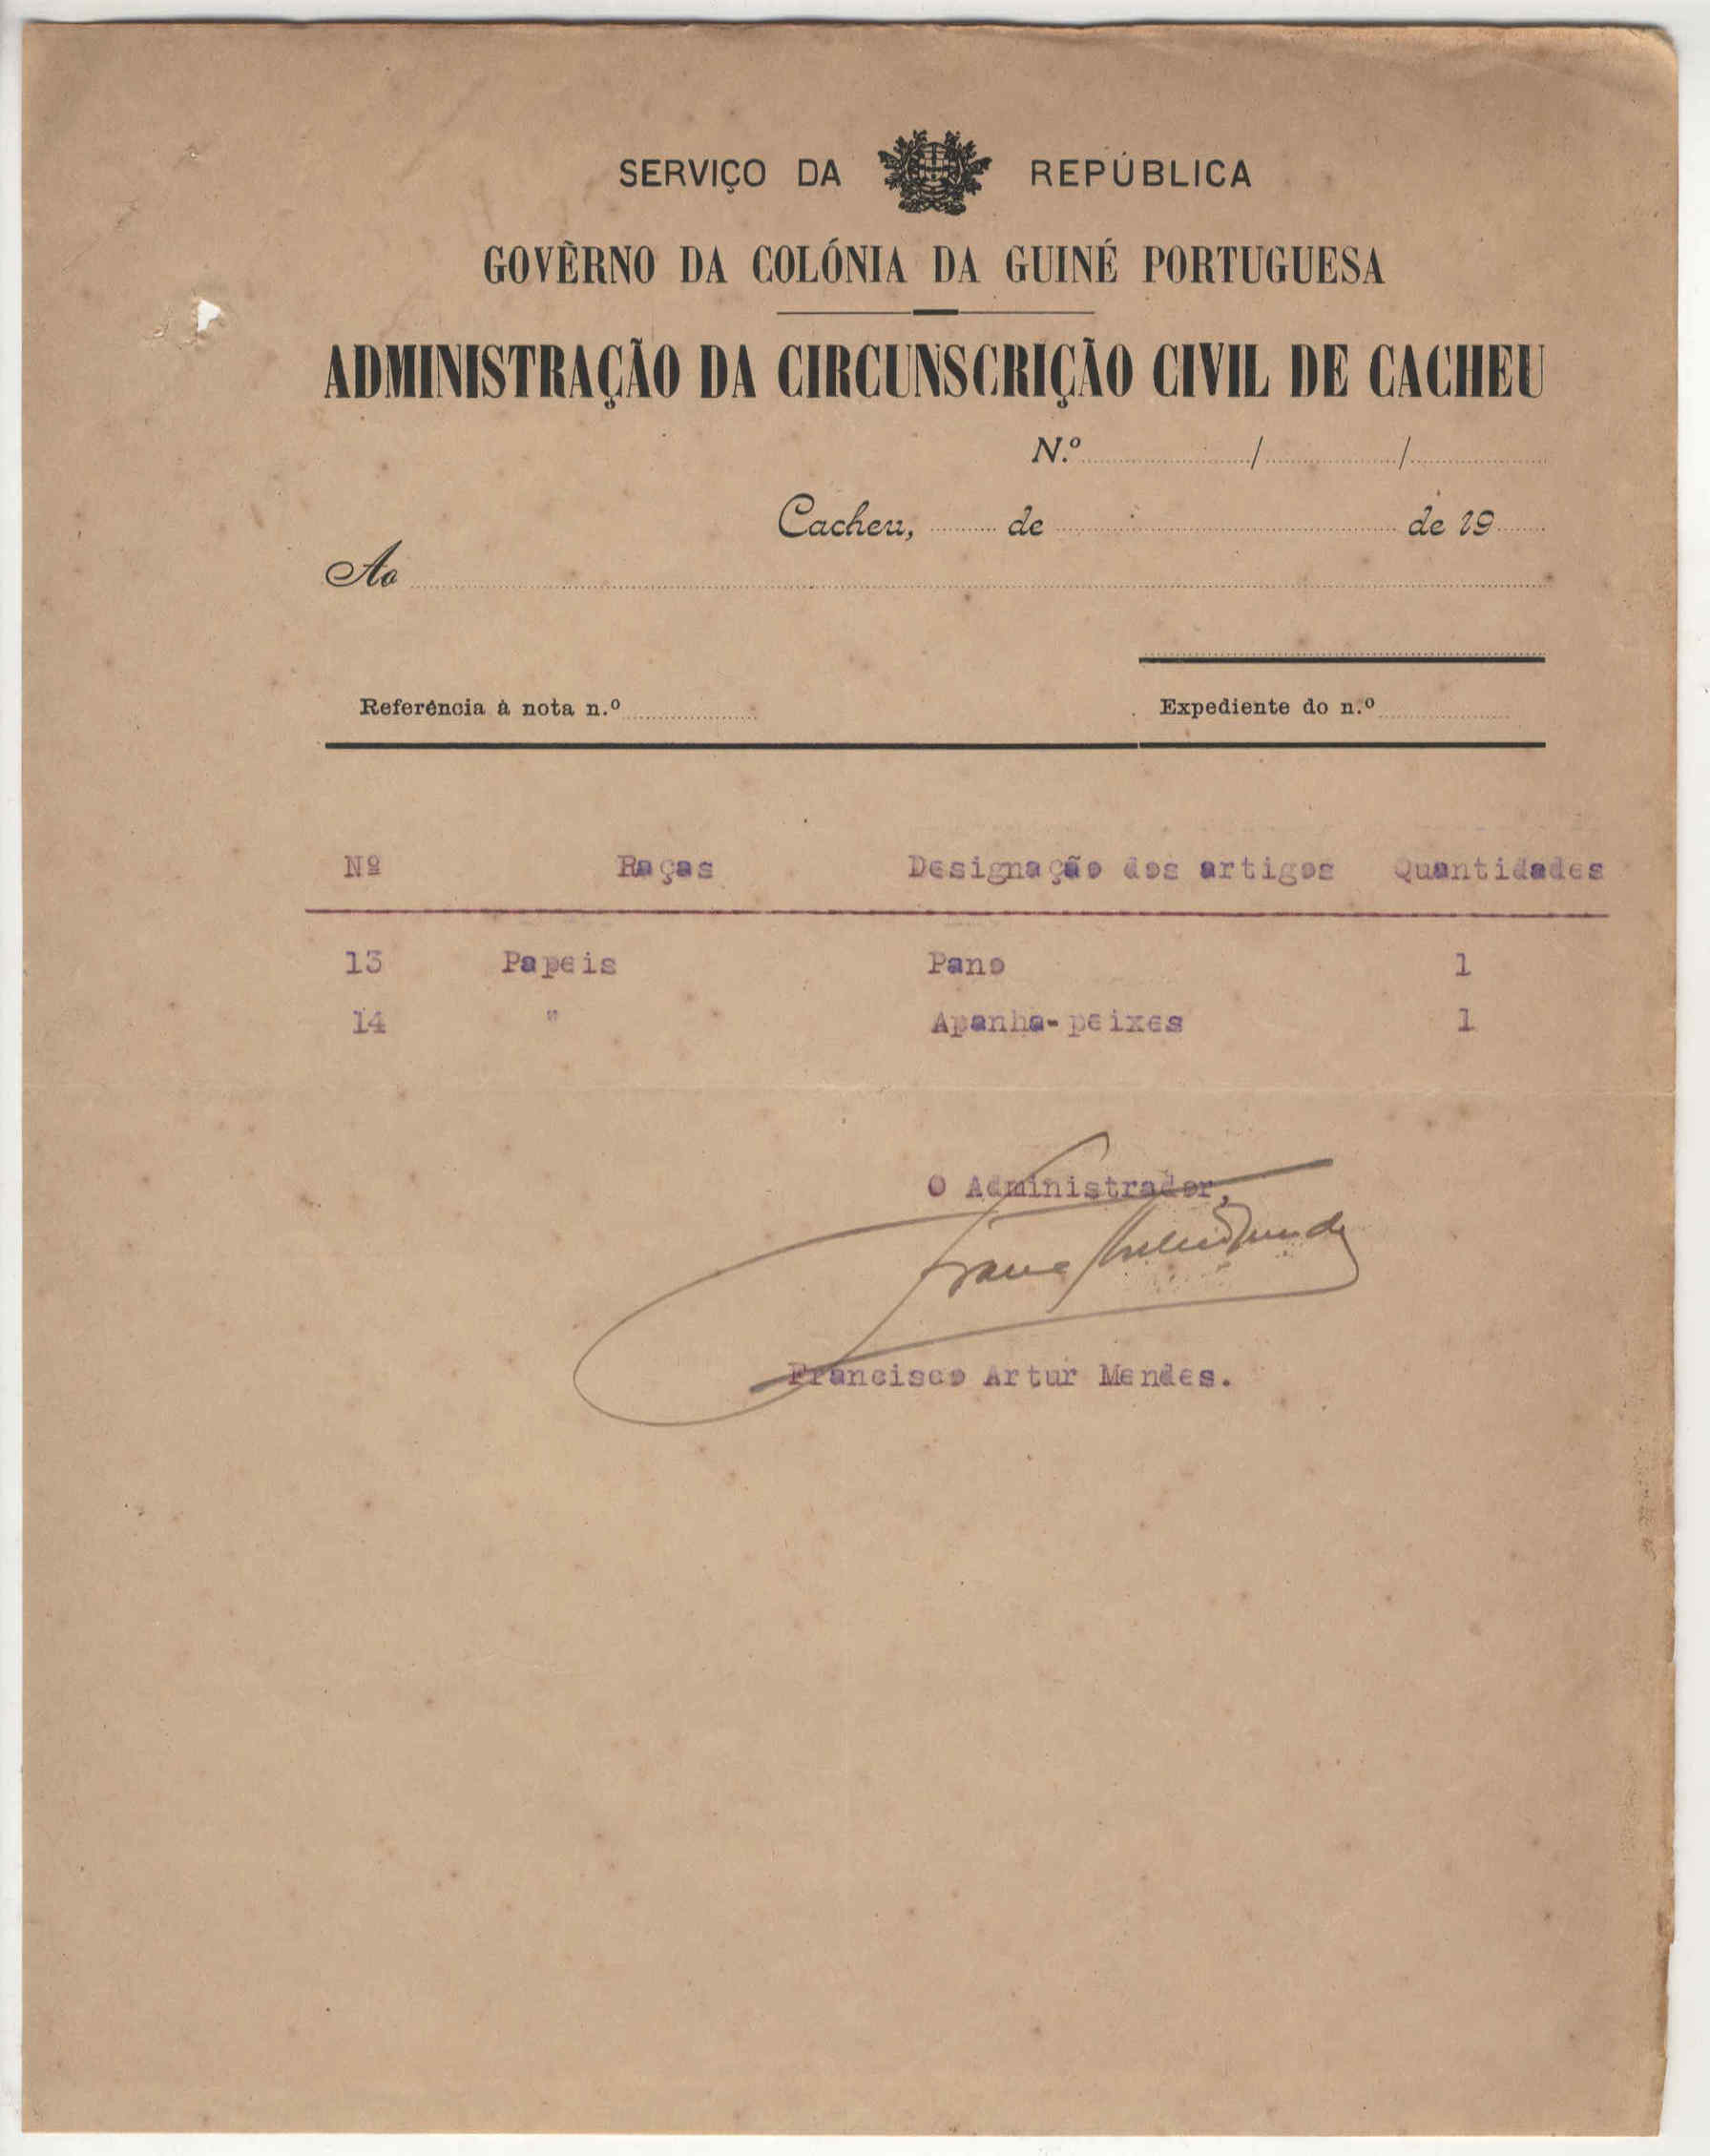 SERVIÇO DA REPÚBLICA
GOVÊRNO DA COLÓNIA DA GUINÉ PORTUGUESA
ADMINISTRAÇÃO DA CIRCUNSCRIÇÃO CIVIL DE CACHEU
N.º / /
Cacheu, de de 19
Ao
Referência à nota n.º Expediente do n.º
Nº Raças Designação dos artigos Quantidades
13 Papeis Pano 1
14 " Apanha-peixes 1
O Administrador,
Francisco Artur Mendes.